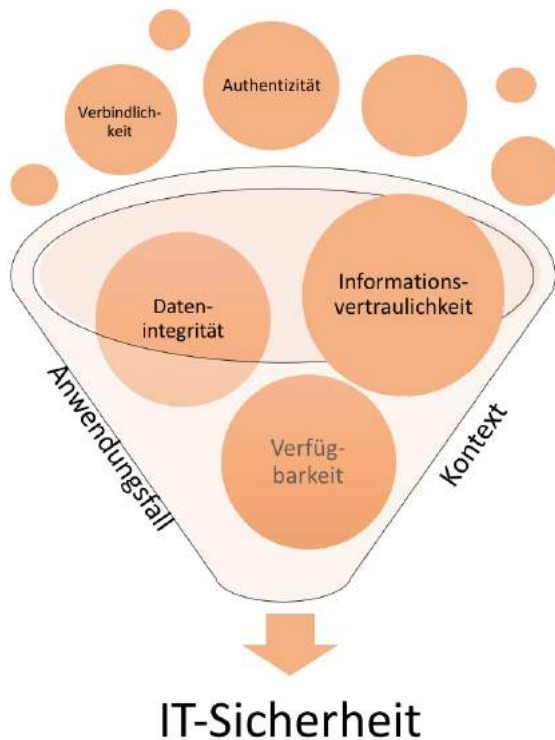 Authentizität
Verbindlich-
keit
Informations-
vertraulichkeit
Daten-
integrität
Verfüg-
barkeit
Anwendungsfall
Kontext
IT-Sicherheit